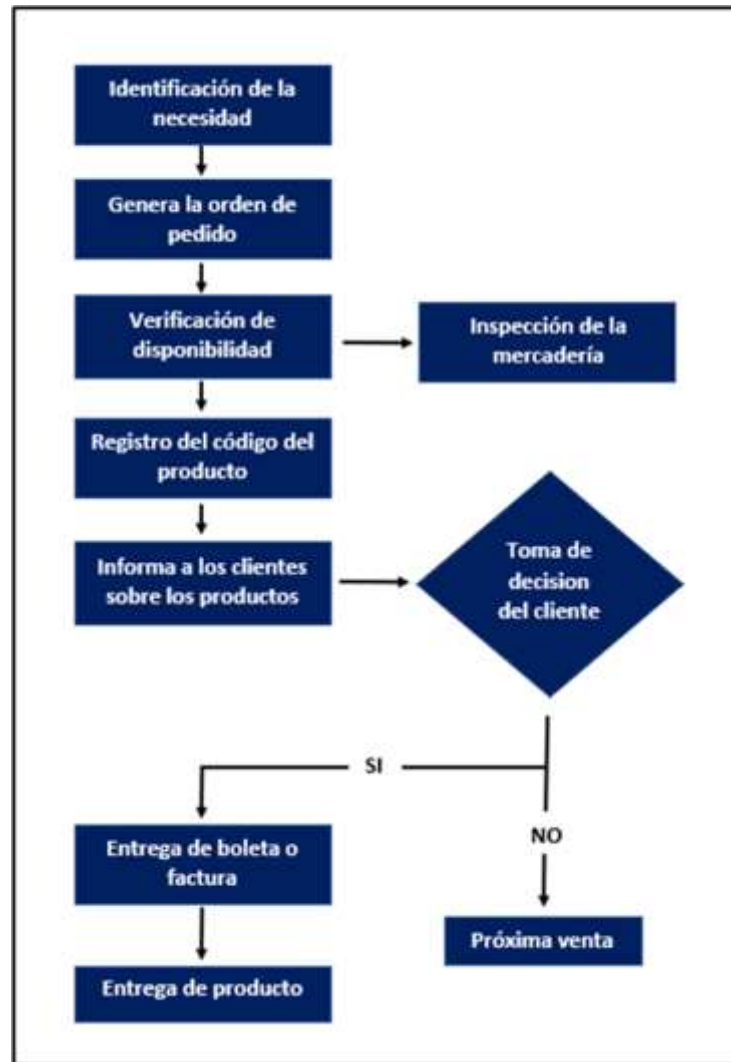 Identificación de la
necesidad
Genera la orden de
pedido
Verificación de
disponibilidad
Inspección de la
mercadería
Registro del código del
producto
Informa a los clientes
sobre los productos
Toma de
decision
del cliente
SI
Entrega de boleta o
factura
NO
Próxima venta
Entrega de producto